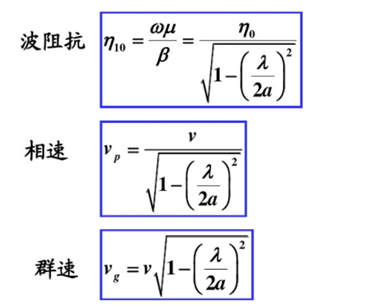 波阻抗 η₁₀ = ωμ/β = η₀/√(1−(λ/2a)²)
相速 vₚ = v/√(1−(λ/2a)²)
群速 v_g = v√(1−(λ/2a)²)